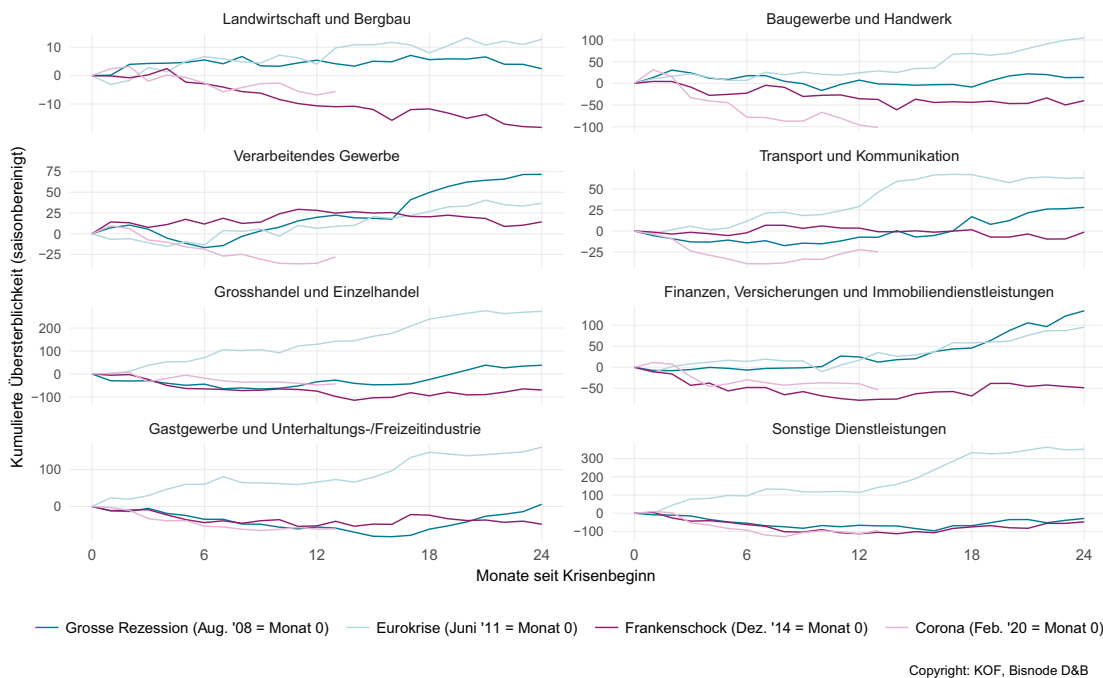 Landwirtschaft und Bergbau
10
0
−10
Baugewerbe und Handwerk
100
50
0
−50
−100
Verarbeitendes Gewerbe
75
50
25
0
−25
Transport und Kommunikation
50
25
0
−25
Grosshandel und Einzelhandel
200
100
0
−100
Finanzen, Versicherungen und Immobiliendienstleistungen
100
50
0
−50
Gastgewerbe und Unterhaltungs-/Freizeitindustrie
100
0
Sonstige Dienstleistungen
300
200
100
0
−100
0 6 12 18 24
0 6 12 18 24
Kumulierte Übersterblichkeit (saisonbereinigt)
Monate seit Krisenbeginn
Grosse Rezession (Aug. '08 = Monat 0) Eurokrise (Juni '11 = Monat 0) Frankenschock (Dez. '14 = Monat 0) Corona (Feb. '20 = Monat 0)
Copyright: KOF, Bisnode D&B